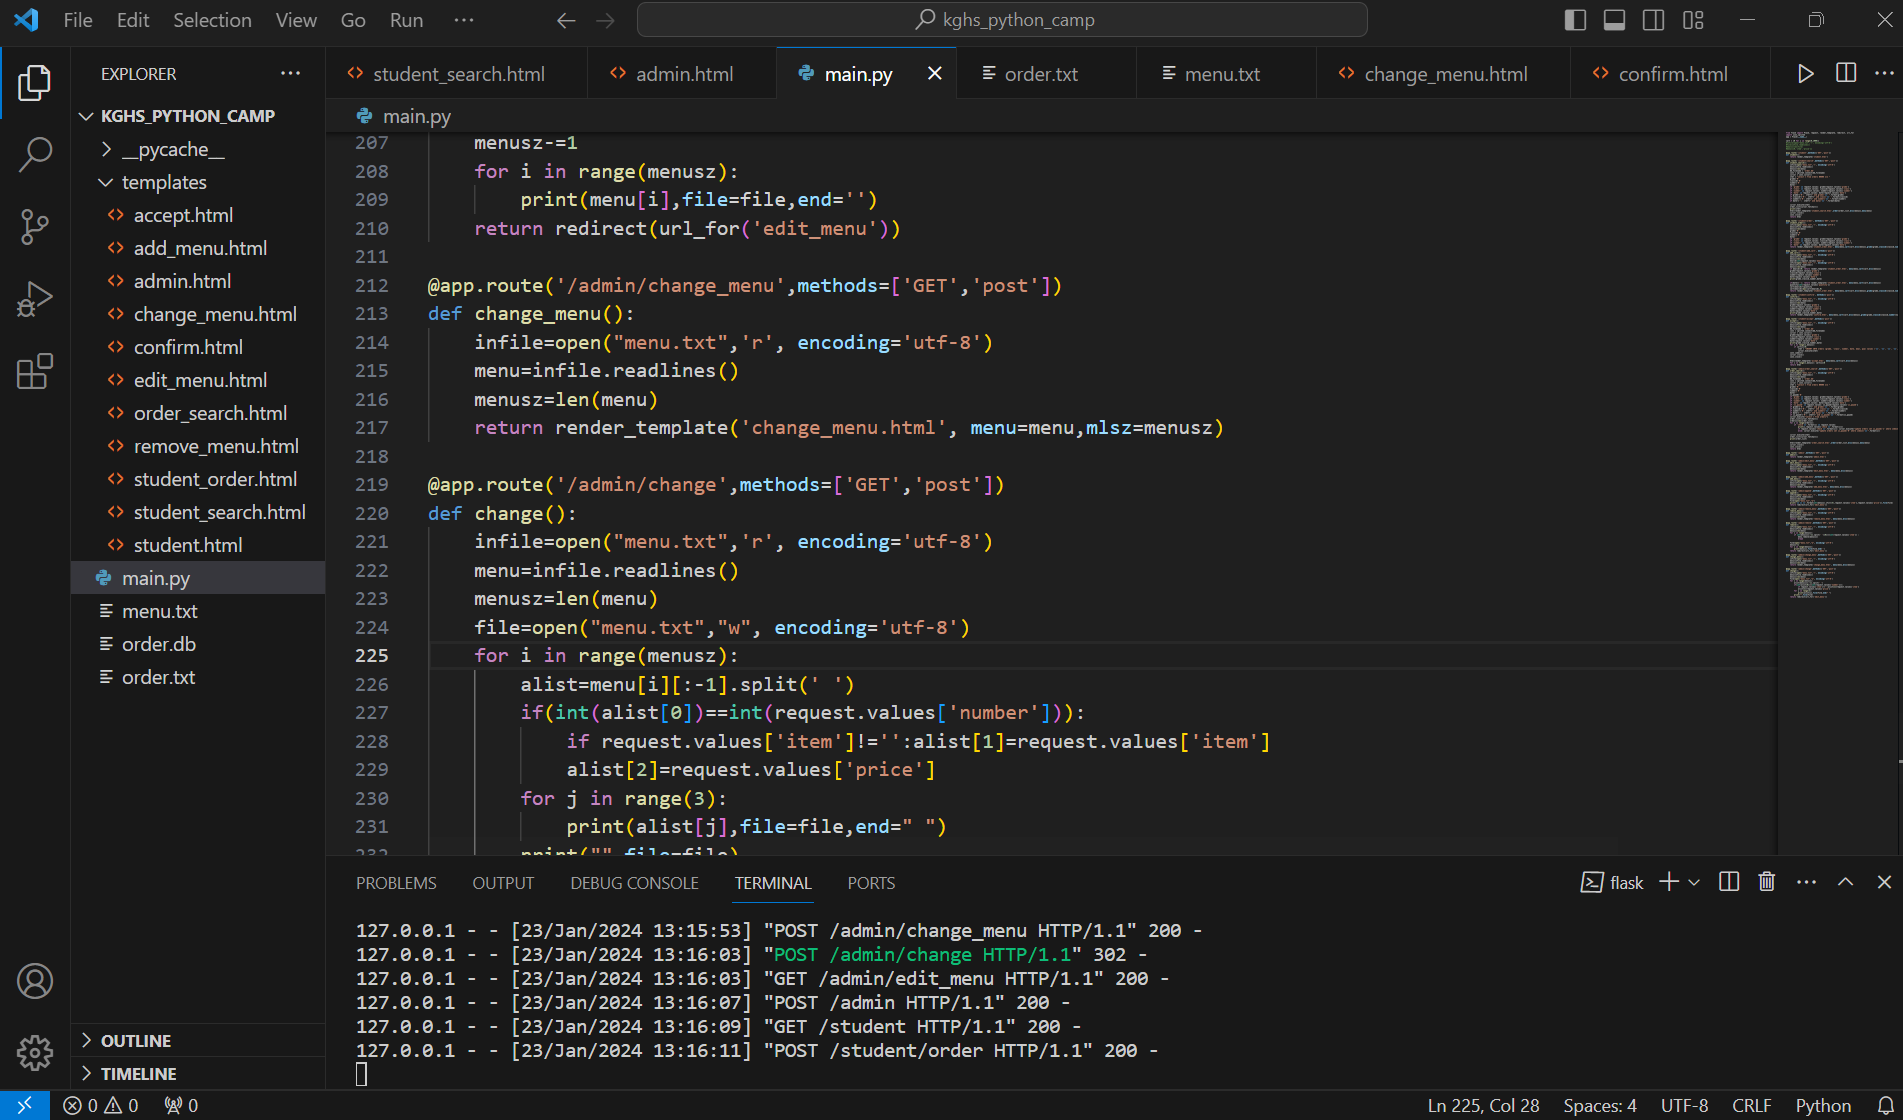 File Edit Selection View Go Run ··· kghs_python_camp
EXPLORER ···
KGHS_PYTHON_CAMP
__pycache__
templates
accept.html
add_menu.html
admin.html
change_menu.html
confirm.html
edit_menu.html
order_search.html
remove_menu.html
student_order.html
student_search.html
student.html
main.py
menu.txt
order.db
order.txt
OUTLINE
TIMELINE
student_search.html admin.html main.py order.txt menu.txt change_menu.html confirm.html
main.py
207 menusz-=1
208 for i in range(menusz):
209 print(menu[i],file=file,end='')
210 return redirect(url_for('edit_menu'))
211
212 @app.route('/admin/change_menu',methods=['GET','post'])
213 def change_menu():
214 infile=open("menu.txt",'r', encoding='utf-8')
215 menu=infile.readlines()
216 menusz=len(menu)
217 return render_template('change_menu.html', menu=menu,mlsz=menusz)
218
219 @app.route('/admin/change',methods=['GET','post'])
220 def change():
221 infile=open("menu.txt",'r', encoding='utf-8')
222 menu=infile.readlines()
223 menusz=len(menu)
224 file=open("menu.txt","w", encoding='utf-8')
225 for i in range(menusz):
226 alist=menu[i][:-1].split(' ')
227 if(int(alist[0])==int(request.values['number'])):
228 if request.values['item']!='':alist[1]=request.values['item']
229 alist[2]=request.values['price']
230 for j in range(3):
231 print(alist[j],file=file,end=" ")
232 print("",file=file)
PROBLEMS OUTPUT DEBUG CONSOLE TERMINAL PORTS flask
127.0.0.1 - - [23/Jan/2024 13:15:53] "POST /admin/change_menu HTTP/1.1" 200 -
127.0.0.1 - - [23/Jan/2024 13:16:03] "POST /admin/change HTTP/1.1" 302 -
127.0.0.1 - - [23/Jan/2024 13:16:03] "GET /admin/edit_menu HTTP/1.1" 200 -
127.0.0.1 - - [23/Jan/2024 13:16:07] "POST /admin HTTP/1.1" 200 -
127.0.0.1 - - [23/Jan/2024 13:16:09] "GET /student HTTP/1.1" 200 -
127.0.0.1 - - [23/Jan/2024 13:16:11] "POST /student/order HTTP/1.1" 200 -
0 0 0 Ln 225, Col 28 Spaces: 4 UTF-8 CRLF Python